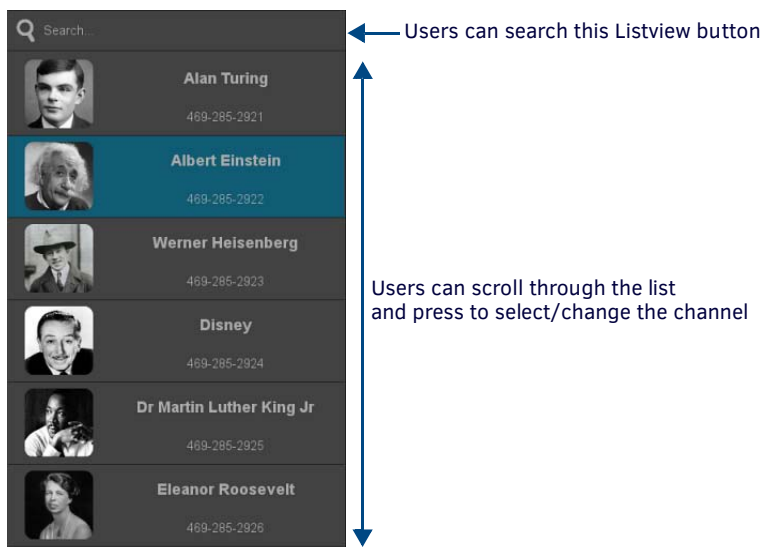 Search...
Users can search this Listview button
Alan Turing
469-285-2921
Albert Einstein
469-285-2922
Werner Heisenberg
469-285-2923
Users can scroll through the list
and press to select/change the channel
Disney
469-285-2924
Dr Martin Luther King Jr
469-285-2925
Eleanor Roosevelt
469-285-2926